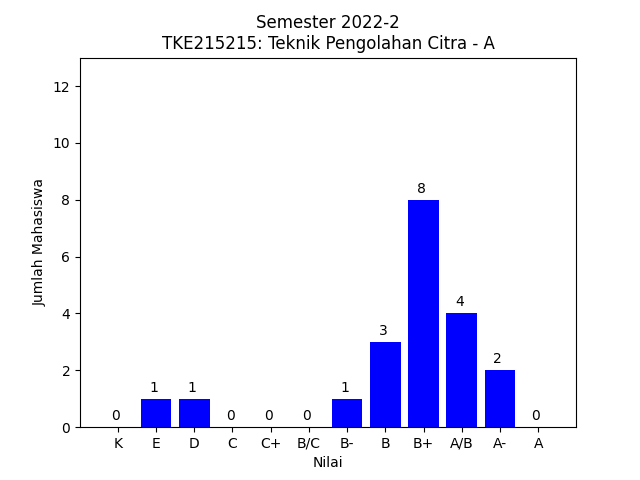 Semester 2022-2
TKE215215: Teknik Pengolahan Citra - A
12
10
8
6
4
2
0
Jumlah Mahasiswa
0 1 1 0 0 0 1 3 8 4 2 0
K E D C C+ B/C B- B B+ A/B A- A
Nilai